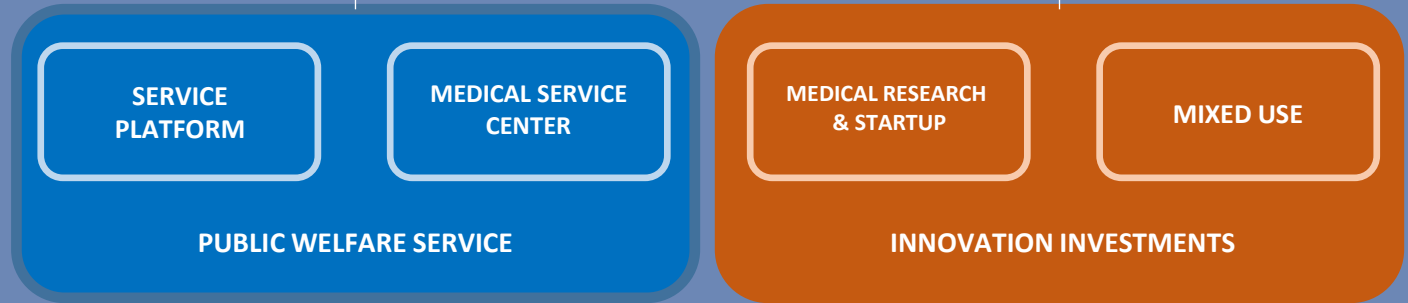 SERVICE
PLATFORM
MEDICAL SERVICE
CENTER
MEDICAL RESEARCH
& STARTUP
MIXED USE
PUBLIC WELFARE SERVICE
INNOVATION INVESTMENTS